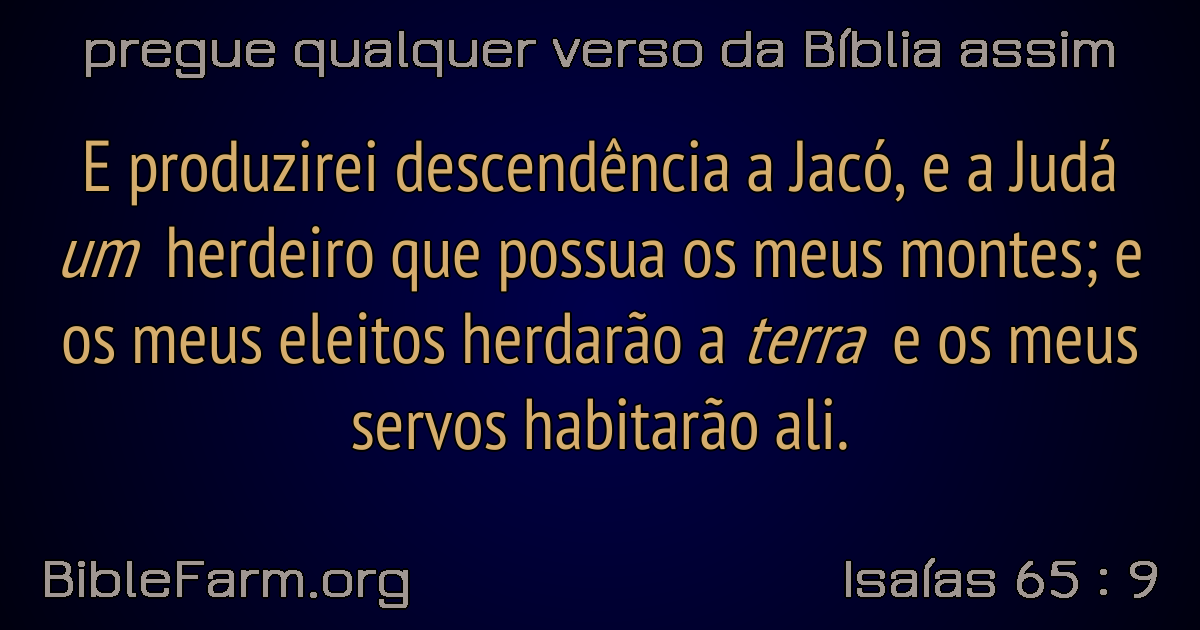 pregue qualquer verso da Bíblia assim
E produzirei descendência a Jacó, e a Judá
um herdeiro que possua os meus montes; e
os meus eleitos herdarão a terra e os meus
servos habitarão ali.
BibleFarm.org
Isaías 65 : 9